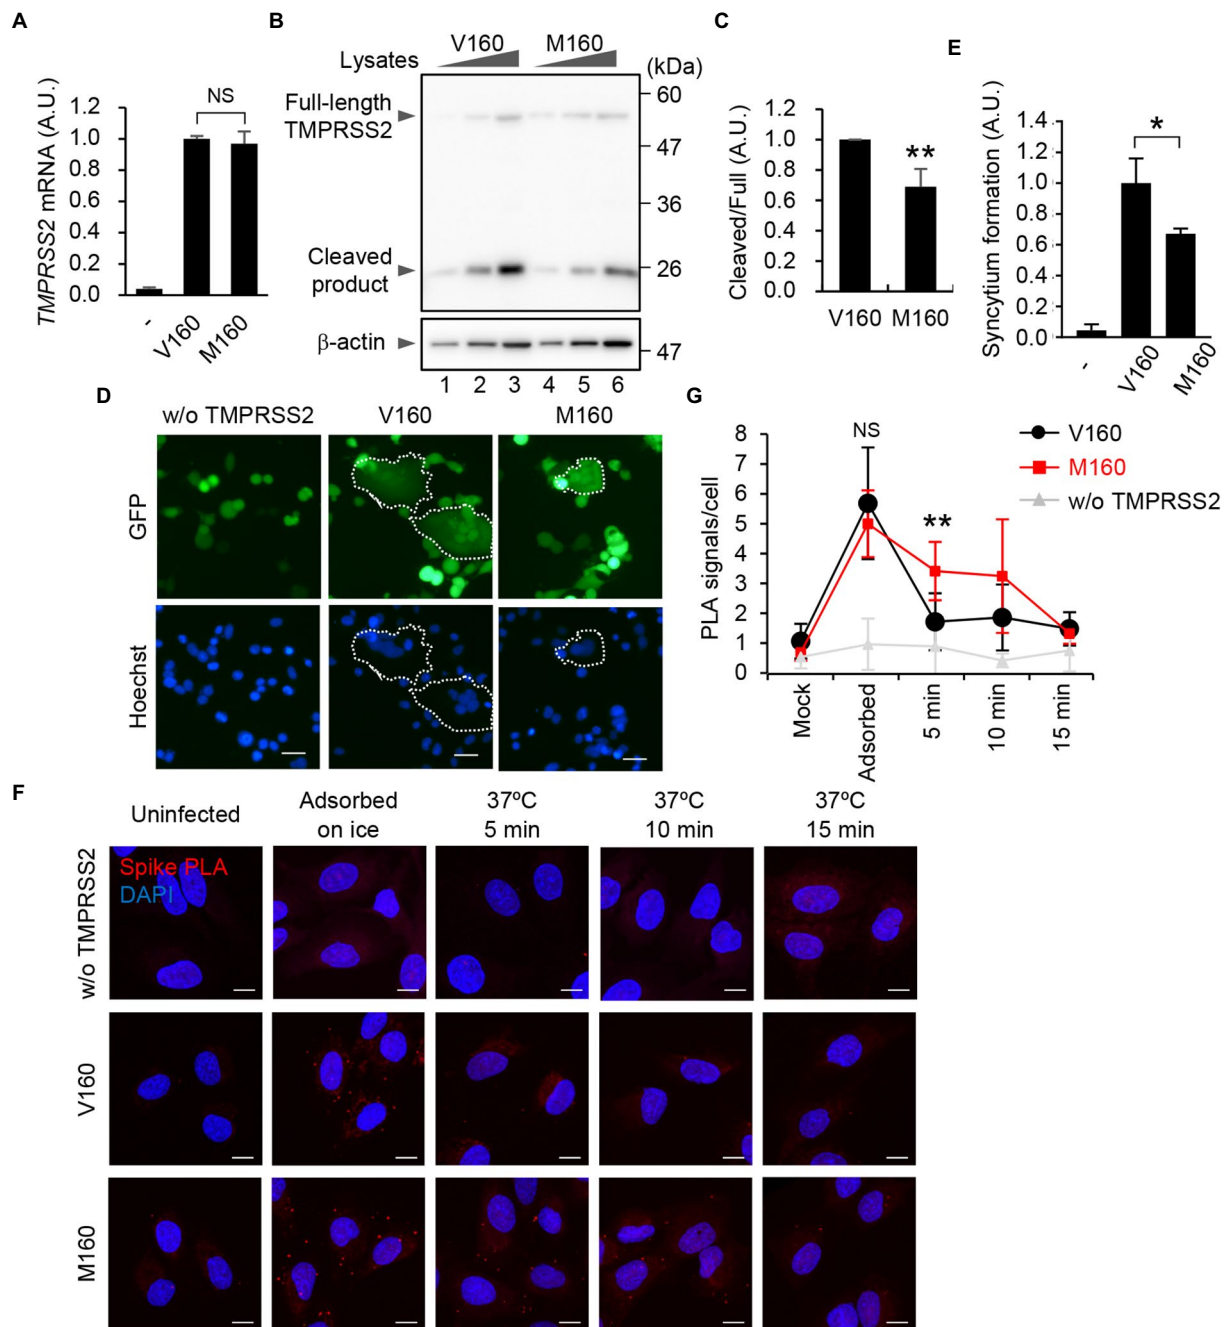 A
TMPRSS2 mRNA (A.U.)
1.2
1.0
0.8
0.6
0.4
0.2
0.0
NS
-
V160
M160
B
Lysates
V160
M160
(kDa)
Full-length
TMPRSS2
Cleaved
product
β-actin
60
47
36
26
47
1 2 3 4 5 6
C
Cleaved/Full (A.U.)
1.2
1.0
0.8
0.6
0.4
0.2
0.0
**
V160 M160
E
Syncytium formation (A.U.)
1.4
1.2
1.0
0.8
0.6
0.4
0.2
0.0
*
-
V160
M160
D
w/o TMPRSS2 V160 M160
GFP
Hoechst
G
PLA signals/cell
8
7
6
5
4
3
2
1
0
NS
**
V160
M160
w/o TMPRSS2
Mock
Adsorbed
5 min
10 min
15 min
F
Uninfected
Adsorbed
on ice
37ºC
5 min
37ºC
10 min
37ºC
15 min
w/o TMPRSS2
Spike PLA
DAPI
V160
M160